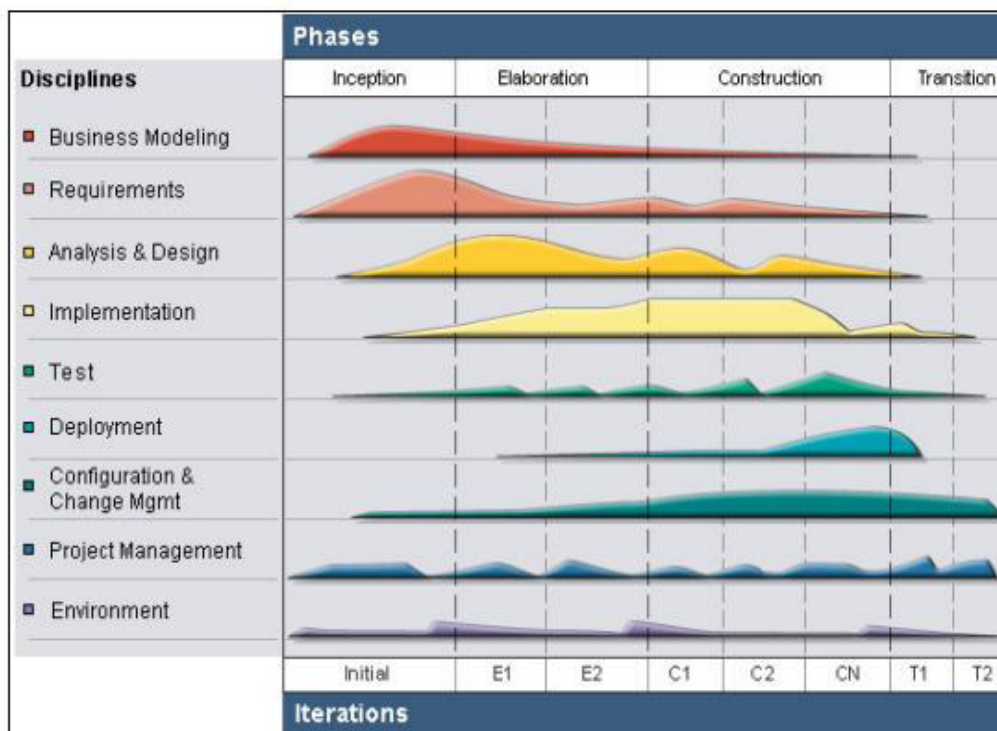 Phases
Disciplines
Inception
Elaboration
Construction
Transition
Business Modeling
Requirements
Analysis & Design
Implementation
Test
Deployment
Configuration &
Change Mgmt
Project Management
Environment
Initial
E1
E2
C1
C2
CN
T1
T2
Iterations